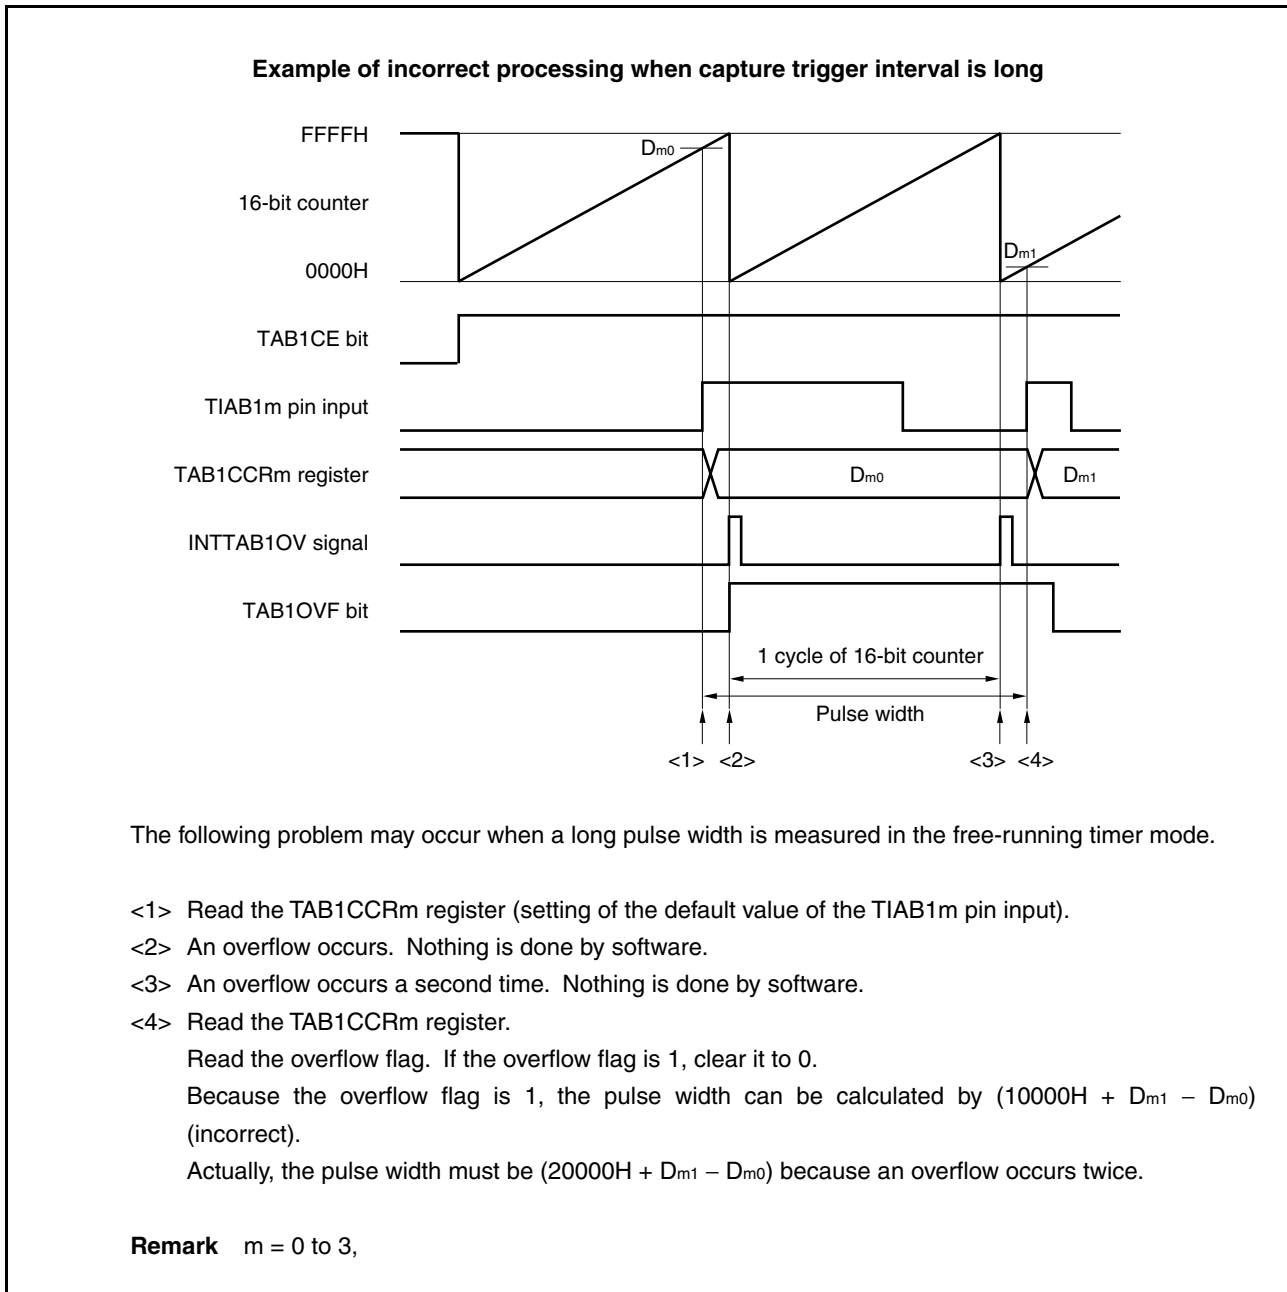 Example of incorrect processing when capture trigger interval is long
FFFFH
Dm0
16-bit counter
Dm1
0000H
TAB1CE bit
TIAB1m pin input
TAB1CCRm register
Dm0
Dm1
INTTAB1OV signal
TAB1OVF bit
1 cycle of 16-bit counter
Pulse width
<1> <2> <3> <4>
The following problem may occur when a long pulse width is measured in the free-running timer mode.
<1> Read the TAB1CCRm register (setting of the default value of the TIAB1m pin input).
<2> An overflow occurs. Nothing is done by software.
<3> An overflow occurs a second time. Nothing is done by software.
<4> Read the TAB1CCRm register.
Read the overflow flag. If the overflow flag is 1, clear it to 0.
Because the overflow flag is 1, the pulse width can be calculated by (10000H + Dm1 − Dm0)
(incorrect).
Actually, the pulse width must be (20000H + Dm1 − Dm0) because an overflow occurs twice.
Remark m = 0 to 3,